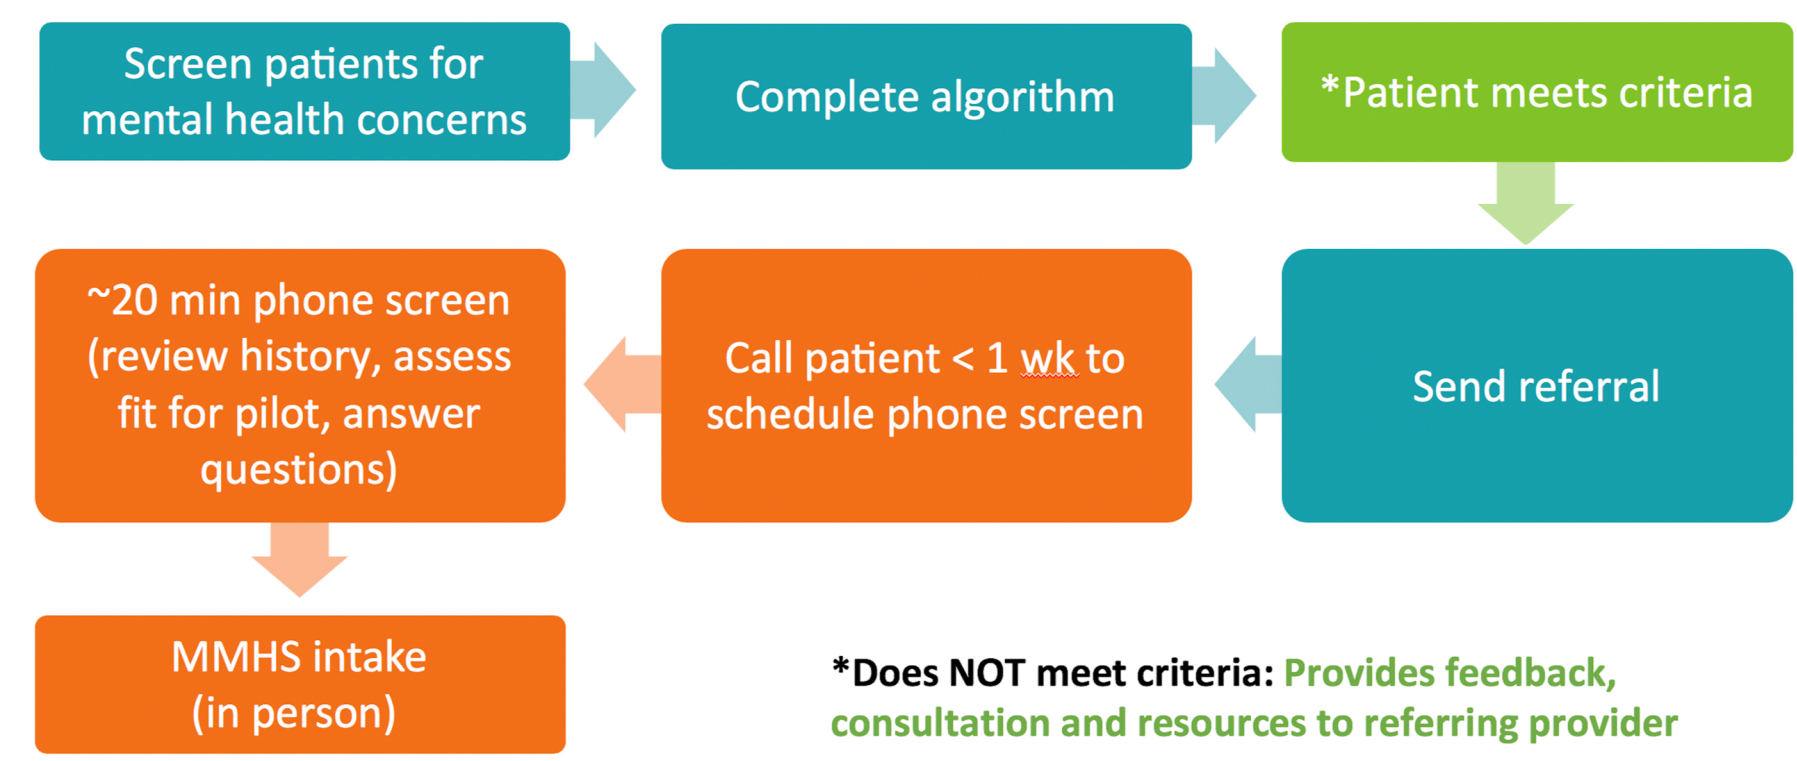 Screen patients for
mental health concerns
Complete algorithm
*Patient meets criteria
Send referral
Call patient < 1 wk to
schedule phone screen
~20 min phone screen
(review history, assess
fit for pilot, answer
questions)
MMHS intake
(in person)
*Does NOT meet criteria: Provides feedback,
consultation and resources to referring provider